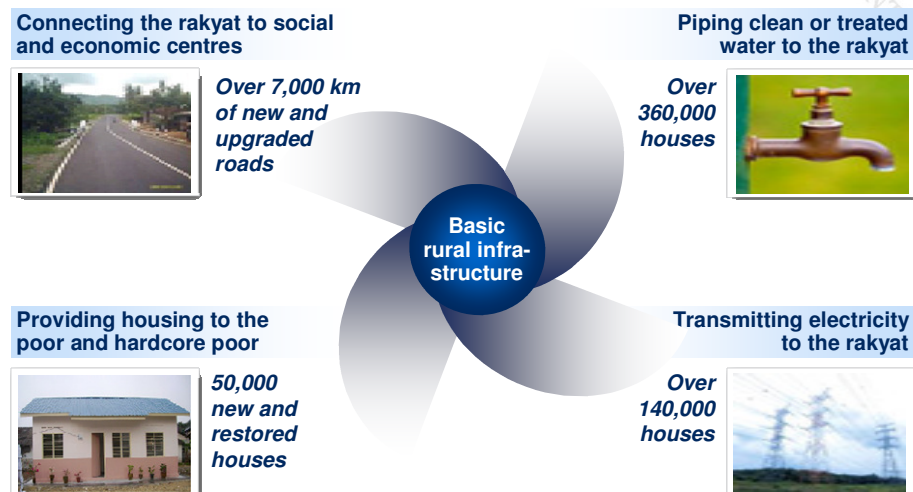 Connecting the rakyat to social
and economic centres
Over 7,000 km
of new and
upgraded
roads
Piping clean or treated
water to the rakyat
Over
360,000
houses
Basic
rural infra-
structure
Providing housing to the
poor and hardcore poor
50,000
new and
restored
houses
Transmitting electricity
to the rakyat
Over
140,000
houses